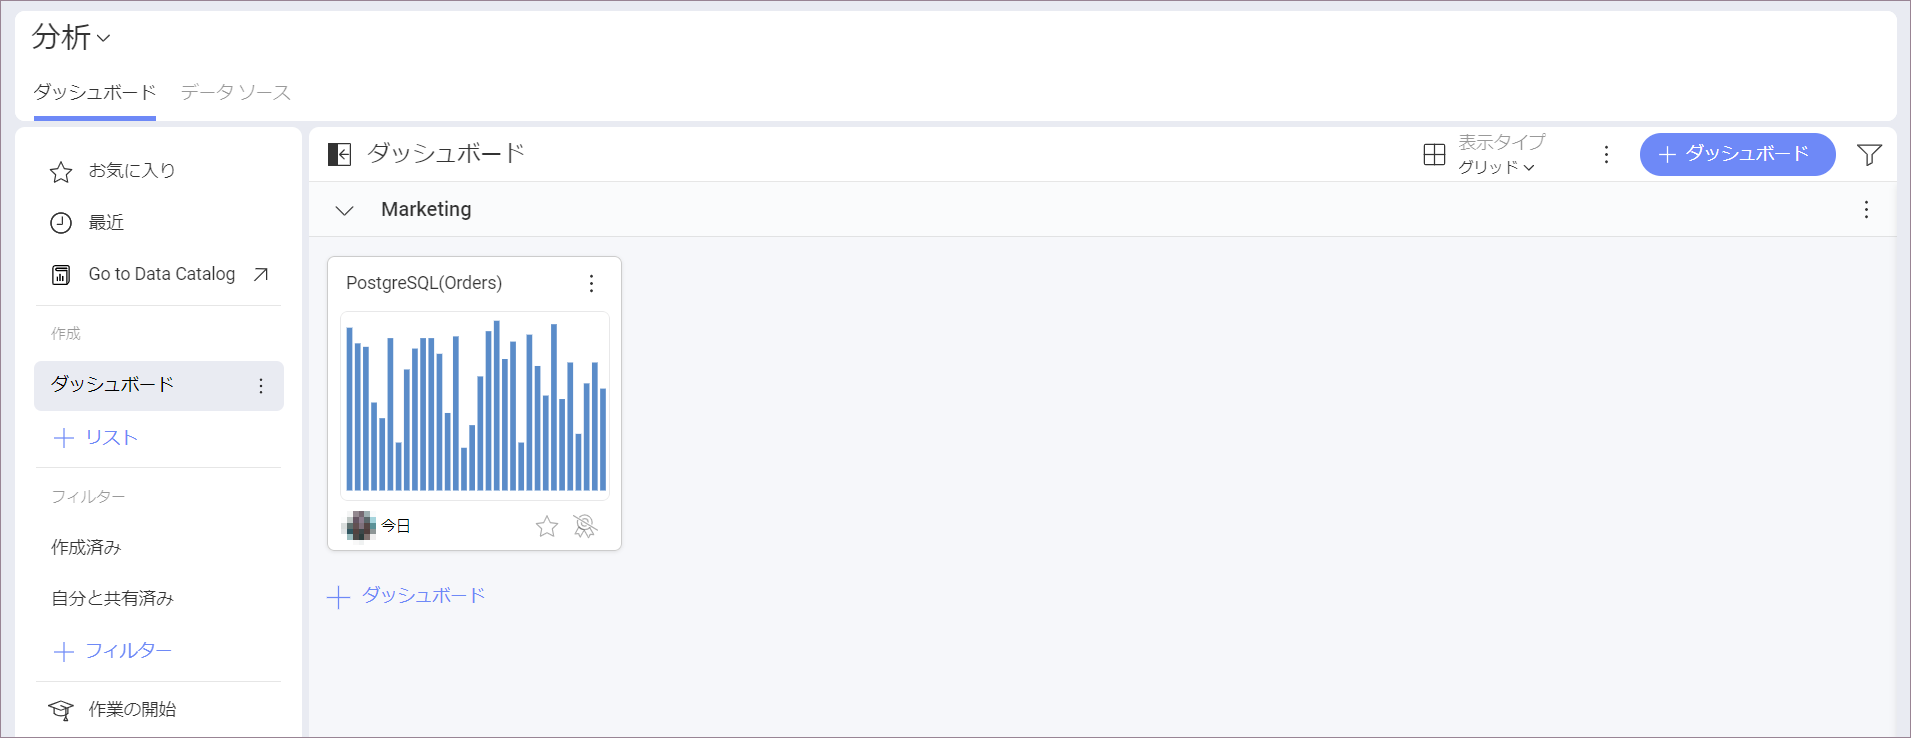 分析
ダッシュボード データ ソース
お気に入り
最近
Go to Data Catalog
作成
ダッシュボード
リスト
フィルター
作成済み
自分と共有済み
フィルター
作業の開始
ダッシュボード
表示タイプ
グリッド
ダッシュボード
Marketing
PostgreSQL(Orders)
今日
ダッシュボード